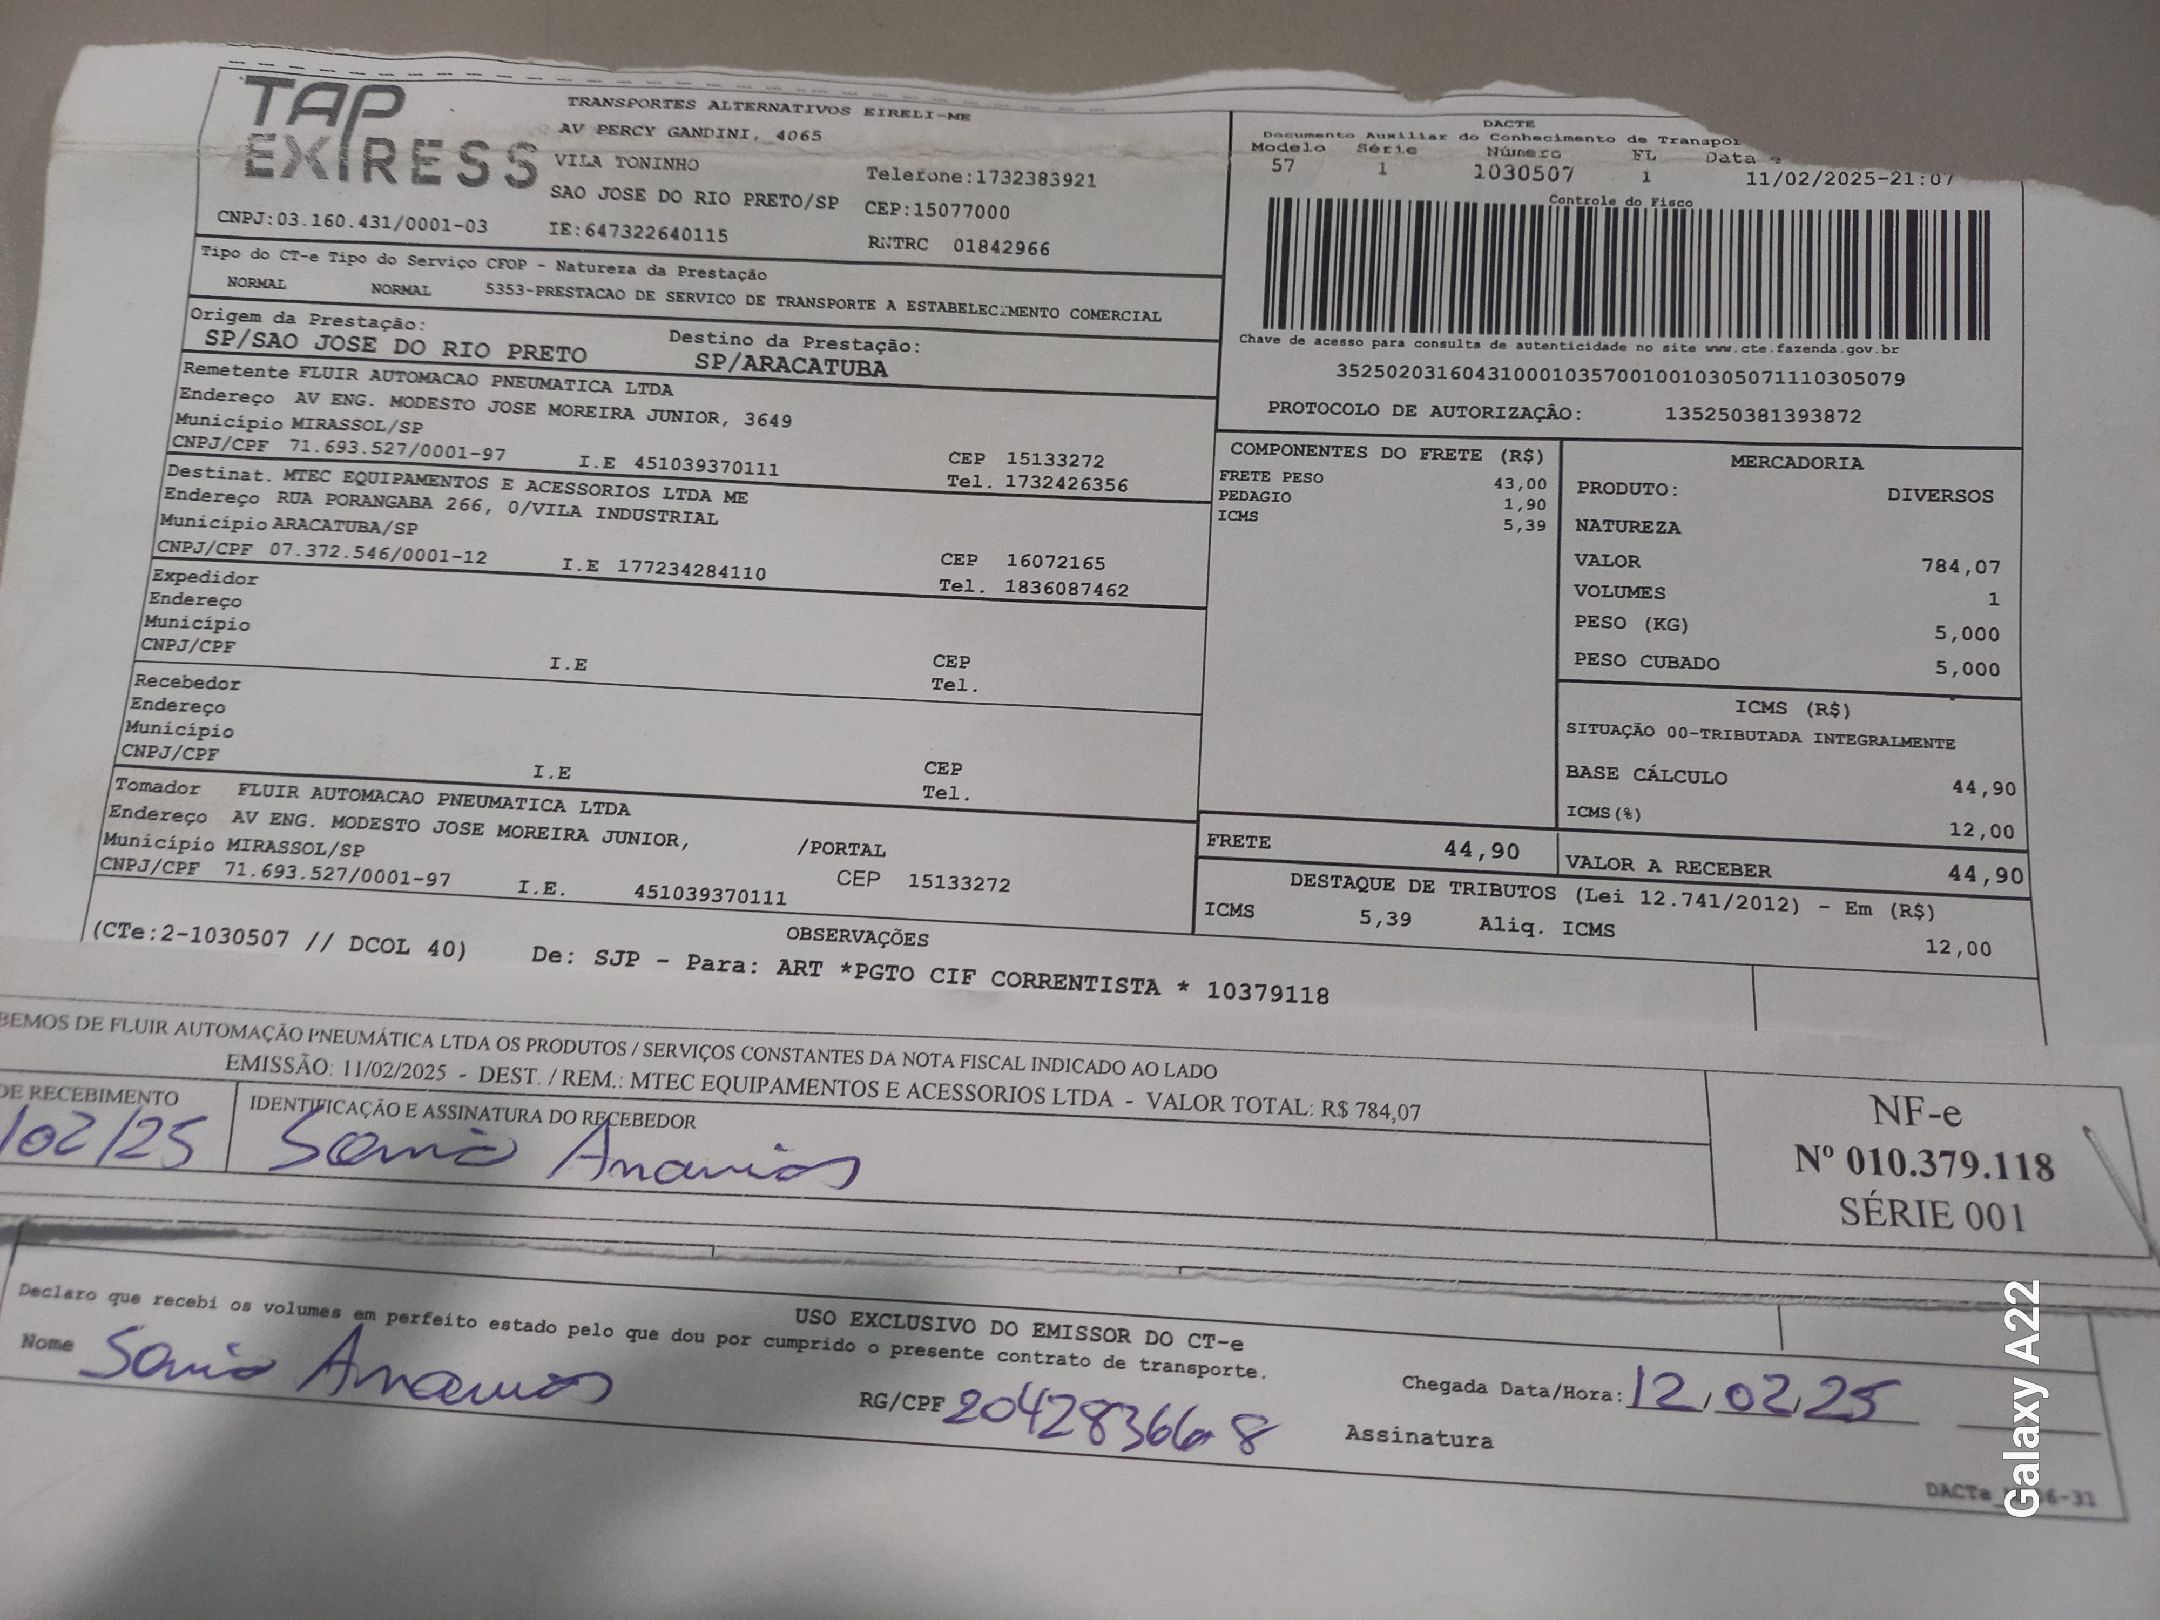 TAP EXPRESS
TRANSPORTES ALTERNATIVOS EIRELI-ME
AV PERCY GANDINI, 4065
VILA TONINHO
Telefone:1732383921
SAO JOSE DO RIO PRETO/SP CEP:15077000
CNPJ:03.160.431/0001-03 IE:647322640115 RNTRC 01842966
DACTE
Documento Auxiliar do Conhecimento de
Modelo Série Número FL Data
57 1 1030507 1 11/02/2025-21:07
Controle do Fisco
Chave de acesso para consulta de autenticidade no site www.cte.fazenda.gov.br
35250203160431000103570010010305071110305079
PROTOCOLO DE AUTORIZAÇÃO: 135250381393872
Tipo do CT-e Tipo do Serviço CFOP - Natureza da Prestação
NORMAL NORMAL 5353-PRESTACAO DE SERVICO DE TRANSPORTE A ESTABELECIMENTO COMERCIAL
Origem da Prestação: Destino da Prestação:
SP/SAO JOSE DO RIO PRETO SP/ARACATUBA
Remetente FLUIR AUTOMACAO PNEUMATICA LTDA
Endereço AV ENG. MODESTO JOSE MOREIRA JUNIOR, 3649
Município MIRASSOL/SP CEP 15133272
CNPJ/CPF 71.693.527/0001-97 I.E 451039370111 Tel. 1732426356
Destinat. MTEC EQUIPAMENTOS E ACESSORIOS LTDA ME
Endereço RUA PORANGABA 266, 0/VILA INDUSTRIAL
Município ARACATUBA/SP CEP 16072165
CNPJ/CPF 07.372.546/0001-12 I.E 177234284110 Tel. 1836087462
Expedidor
Endereço
Município CEP
CNPJ/CPF I.E Tel.
Recebedor
Endereço
Município CEP
CNPJ/CPF I.E Tel.
Tomador FLUIR AUTOMACAO PNEUMATICA LTDA
Endereço AV ENG. MODESTO JOSE MOREIRA JUNIOR, /PORTAL
Município MIRASSOL/SP CEP 15133272
CNPJ/CPF 71.693.527/0001-97 I.E. 451039370111
COMPONENTES DO FRETE (R$)
FRETE PESO 43,00
PEDAGIO 1,90
ICMS 5,39
MERCADORIA
PRODUTO: DIVERSOS
NATUREZA
VALOR 784,07
VOLUMES 1
PESO (KG) 5,000
PESO CUBADO 5,000
ICMS (R$)
SITUAÇÃO 00-TRIBUTADA INTEGRALMENTE
BASE CÁLCULO 44,90
ICMS(%) 12,00
FRETE 44,90 VALOR A RECEBER 44,90
DESTAQUE DE TRIBUTOS (Lei 12.741/2012) - Em (R$)
ICMS 5,39 Aliq. ICMS 12,00
OBSERVAÇÕES
(CTe:2-1030507 // DCOL 40) De: SJP - Para: ART *PGTO CIF CORRENTISTA * 10379118
BEMOS DE FLUIR AUTOMAÇÃO PNEUMÁTICA LTDA OS PRODUTOS / SERVIÇOS CONSTANTES DA NOTA FISCAL INDICADO AO LADO
EMISSÃO: 11/02/2025 - DEST. / REM.: MTEC EQUIPAMENTOS E ACESSORIOS LTDA - VALOR TOTAL: R$ 784,07
DE RECEBIMENTO IDENTIFICAÇÃO E ASSINATURA DO RECEBEDOR
/02/25 Sonia Ananias
NF-e
Nº 010.379.118
SÉRIE 001
USO EXCLUSIVO DO EMISSOR DO CT-e
Declaro que recebi os volumes em perfeito estado pelo que dou por cumprido o presente contrato de transporte.
Nome Sonia Ananias RG/CPF 20428366-8 Chegada Data/Hora: 12/02/25
Assinatura
Galaxy A22